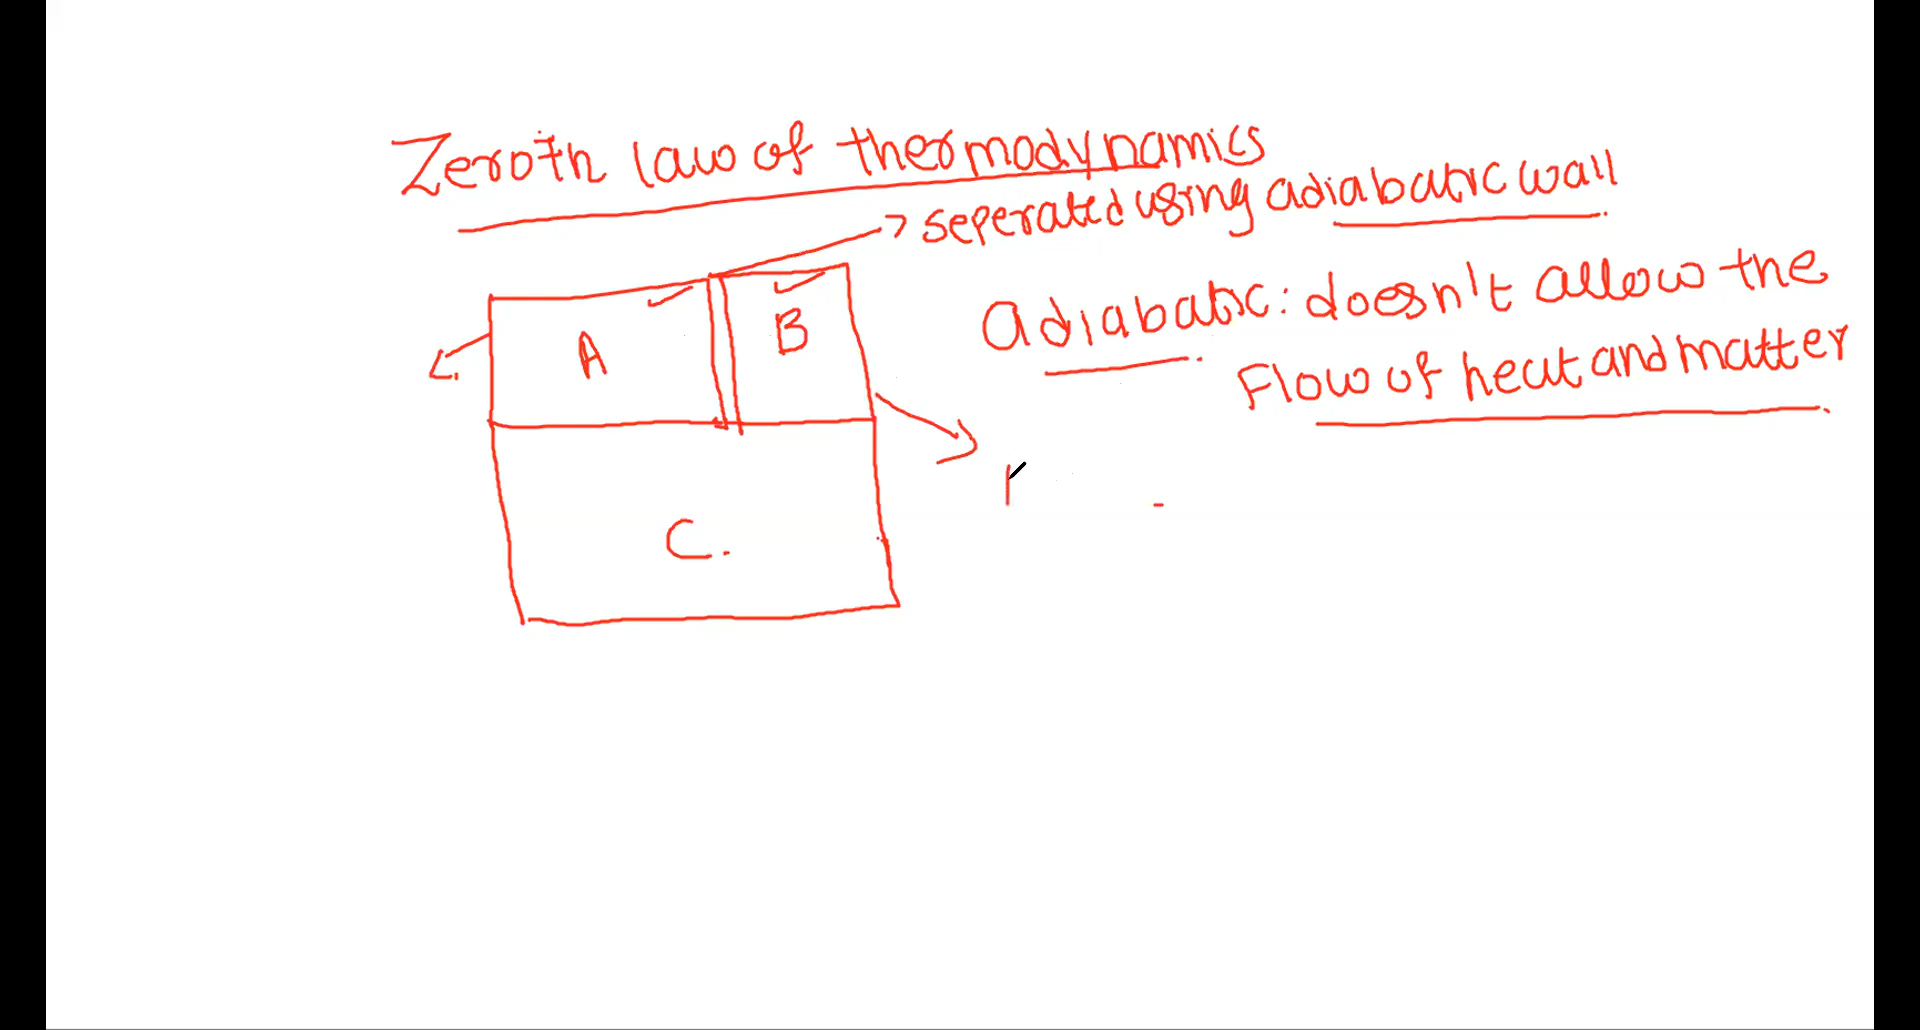 Zeroth law of thermodynamics
seperated using adiabatic wall
A
B
Adiabatic: doesn't allow the
Flow of heat and matter
C.